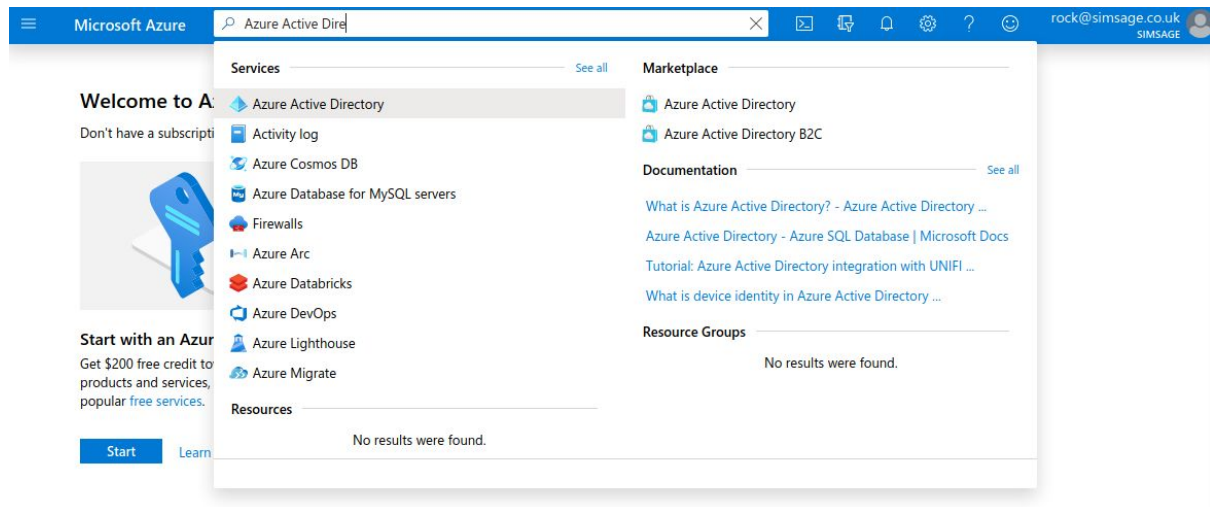 Microsoft Azure
Azure Active Dire
rock@simsage.co.uk
SIMSAGE
Welcome to A
Don't have a subscripti
Start with an Azur
Get $200 free credit to
products and services,
popular free services.
Start
Learn
Services
See all
Azure Active Directory
Activity log
Azure Cosmos DB
Azure Database for MySQL servers
Firewalls
Azure Arc
Azure Databricks
Azure DevOps
Azure Lighthouse
Azure Migrate
Resources
No results were found.
Marketplace
Azure Active Directory
Azure Active Directory B2C
Documentation
See all
What is Azure Active Directory? - Azure Active Directory ...
Azure Active Directory - Azure SQL Database | Microsoft Docs
Tutorial: Azure Active Directory integration with UNIFI ...
What is device identity in Azure Active Directory ...
Resource Groups
No results were found.